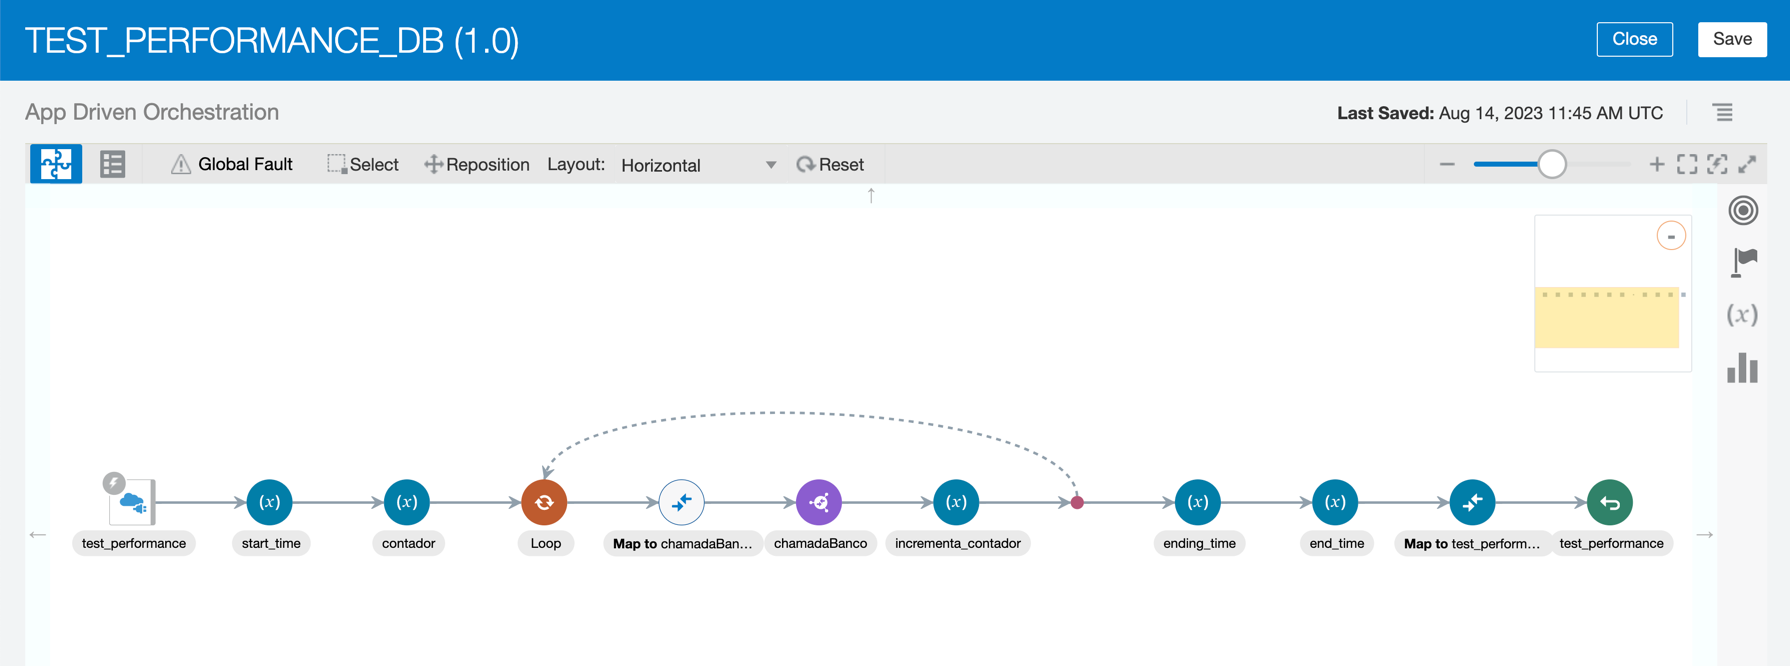 TEST_PERFORMANCE_DB (1.0)
Close
Save
App Driven Orchestration
Last Saved: Aug 14, 2023 11:45 AM UTC
Global Fault
Select
Reposition
Layout:
Horizontal
Reset
(x)
(x)
(x)
(x)
(x)
(x)
test_performance
start_time
contador
Loop
Map to chamadaBan...
chamadaBanco
incrementa_contador
ending_time
end_time
Map to test_perform...
test_performance